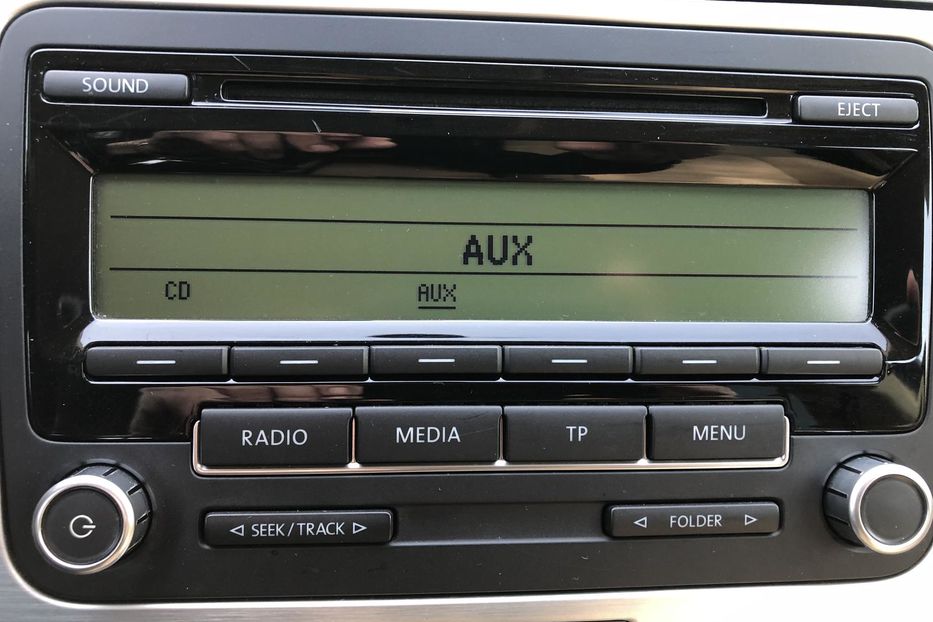 SOUND
EJECT
AUX
CD AUX
RADIO MEDIA TP MENU
SEEK / TRACK FOLDER